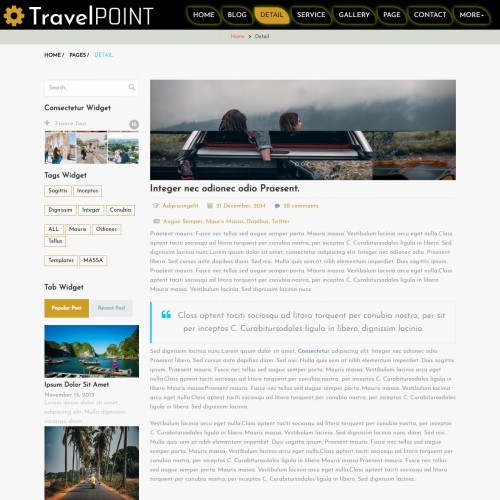 TravelPOINT
HOME BLOG DETAIL SERVICE GALLERY PAGE CONTACT MORE
Home > Detail
HOME / PAGES / DETAIL
Search..
Consectetur Widget
France Tour
Tags Widget
Sagittis Inceptos
Dignissim Integer Conubia
ALL Mauris Odionec
Tellus
Templates MASSA
Tab Widget
Popular Post Recent Post
Ipsum Dolor Sit Amet
November 15, 2013
Lorem ipsum dolor sit amet,
adipiscing elit. Nulla dignissim
sociosqu diam.
Integer nec odionec odio Praesent.
Adipiscingelit 21 December, 2014 28 comments
Augue Semper, Mauris Massa, Dapibus, Twitter
Praesent mauris. Fusce nec tellus sed augue semper porta. Mauris massa. Vestibulum lacinia arcu eget nulla.Class
aptent taciti sociosqu ad litora torquent per conubia nostra, per inceptos C. Curabitursodales ligula in libero. Sed
dignissim lacinia nunc.Lorem ipsum dolor sit amet, consectetur adipiscing elit. Integer nec odionec odio. Praesent
libero. Sed cursus ante dapibus diam. Sed nisi. Nulla quis sem at nibh elementum imperdiet. Duis sagittis ipsum.
Praesent mauris. Fusce nec tellus sed augue semper porta. Mauris massa. Vestibulum lacinia arcu eget nulla.Class
aptent taciti sociosqu ad litora torquent per conubia nostra, per inceptos C. Curabitursodales ligula in libero
Mauris massa. Vestibulum lacinia. Sed dignissim lacinia nunc.
Class aptent taciti sociosqu ad litora torquent per conubia nostra, per sit
per inceptos C. Curabitursodales ligula in libero. dignissim lacinia.
Sed dignissim lacinia nunc.Lorem ipsum dolor sit amet, Consectetur adipiscing elit. Integer nec odionec odio.
Praesent libero. Sed cursus ante dapibus diam. Sed nisi. Nulla quis sem at nibh elementum imperdiet. Duis sagittis
ipsum. Praesent mauris. Fusce nec tellus sed augue semper porta. Mauris massa. Vestibulum lacinia arcu eget
nulla.Class aptent taciti sociosqu ad litora torquent per conubia nostra, per inceptos C. Curabitursodales ligula in
libero Mauris massa.Praesent mauris. Fusce nec tellus sed augue semper porta. Mauris massa. Vestibulum lacinia
arcu eget nulla.Class aptent taciti sociosqu ad litora torquent per conubia nostra, per inceptos C. Curabitursodales
ligula in libero. Sed dignissim lacinia.
Vestibulum lacinia arcu eget nulla.Class aptent taciti sociosqu ad litora torquent per conubia nostra, per inceptos
C. Curabitursodales ligula in libero. Sed dignissim lacinia nunc diam. Sed nisi.
Nulla quis sem at nibh elementum imperdiet. Duis sagittis ipsum. Praesent mauris. Fusce nec tellus sed augue
semper porta. Mauris massa. Vestibulum lacinia arcu eget nulla.Class aptent taciti sociosqu ad litora torquent per
conubia nostra, per inceptos C. Curabitursodales ligula in libero Mauris massa.Praesent mauris. Fusce nec tellus
sed augue semper porta. Mauris massa. Vestibulum lacinia arcu eget nulla.Class aptent taciti sociosqu ad litora
torquent per conubia nostra, per inceptos C. Curabitursodales ligula in libero. Sed dignissim lacinia.